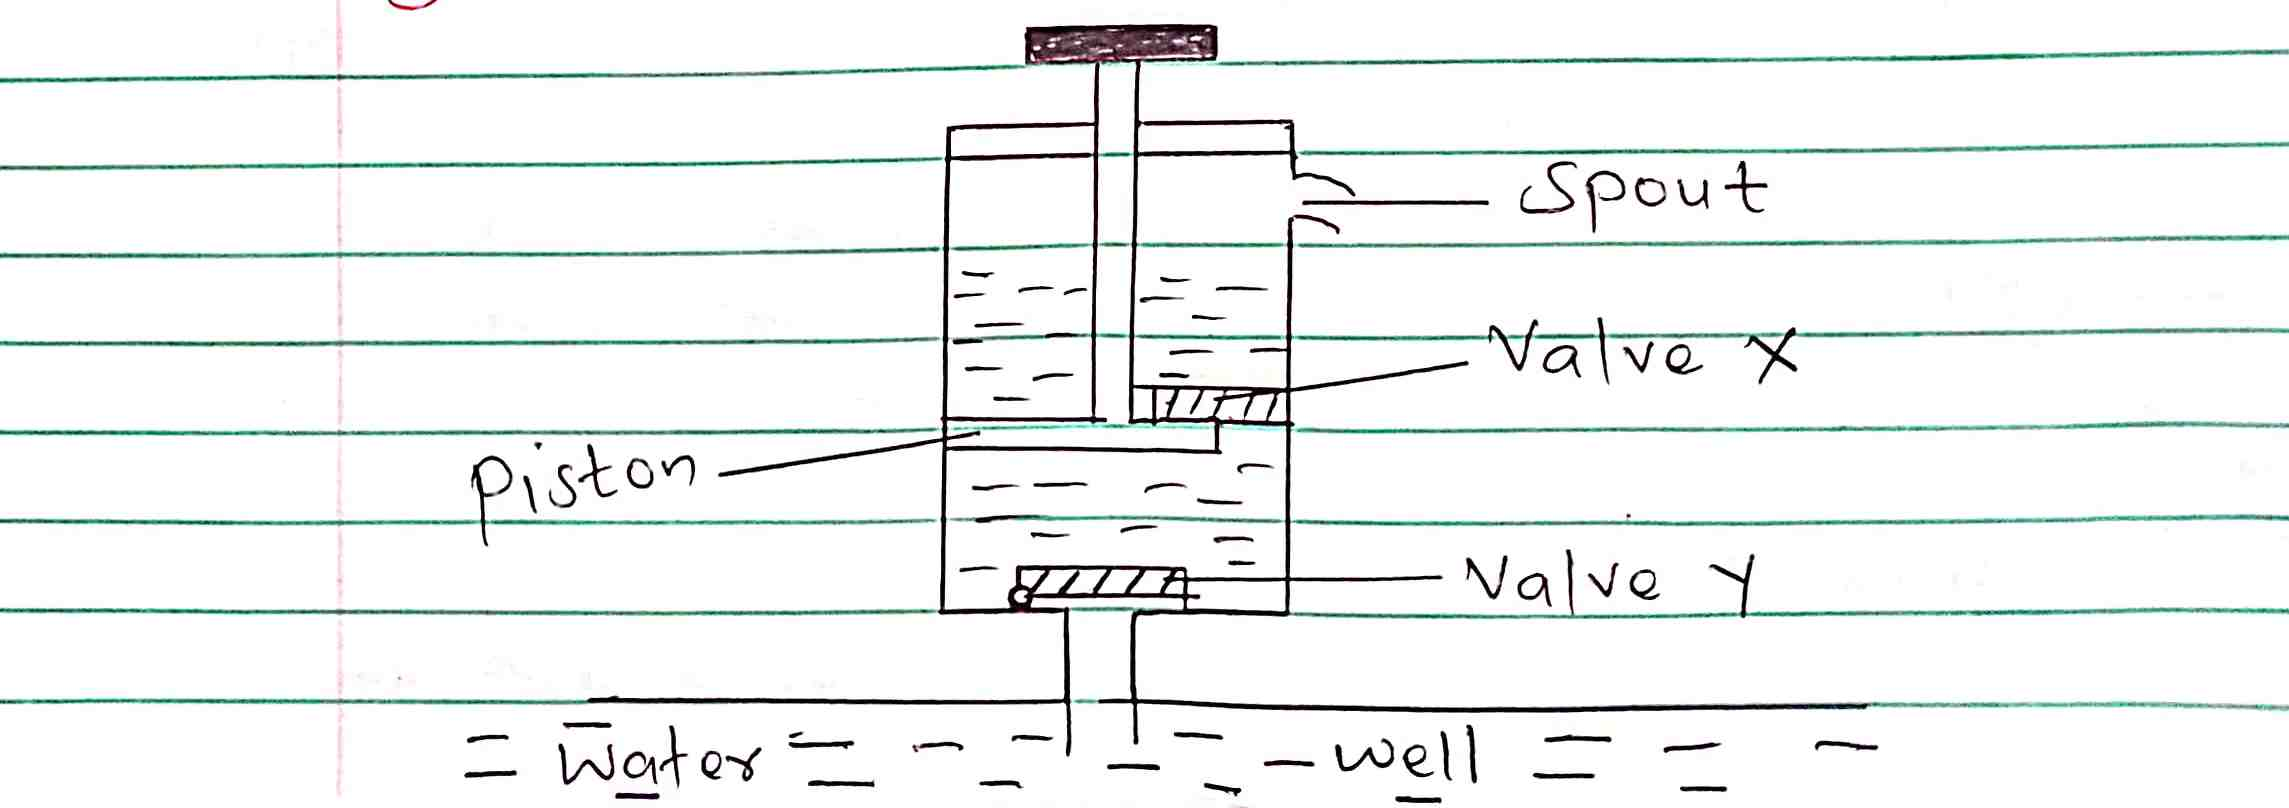 Spout
Valve X
Piston
Valve Y
Water
well